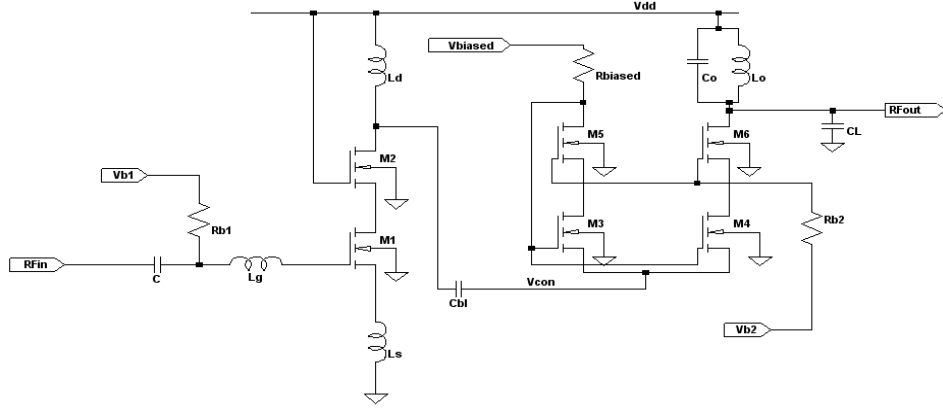 Vdd
Vbiased
Rbiased
Ld
Co
Lo
RFout
CL
M5
M6
M2
Vb1
Rb1
M3
M4
Rb2
M1
RFin
C
Lg
Vcon
Cbl
Vb2
Ls